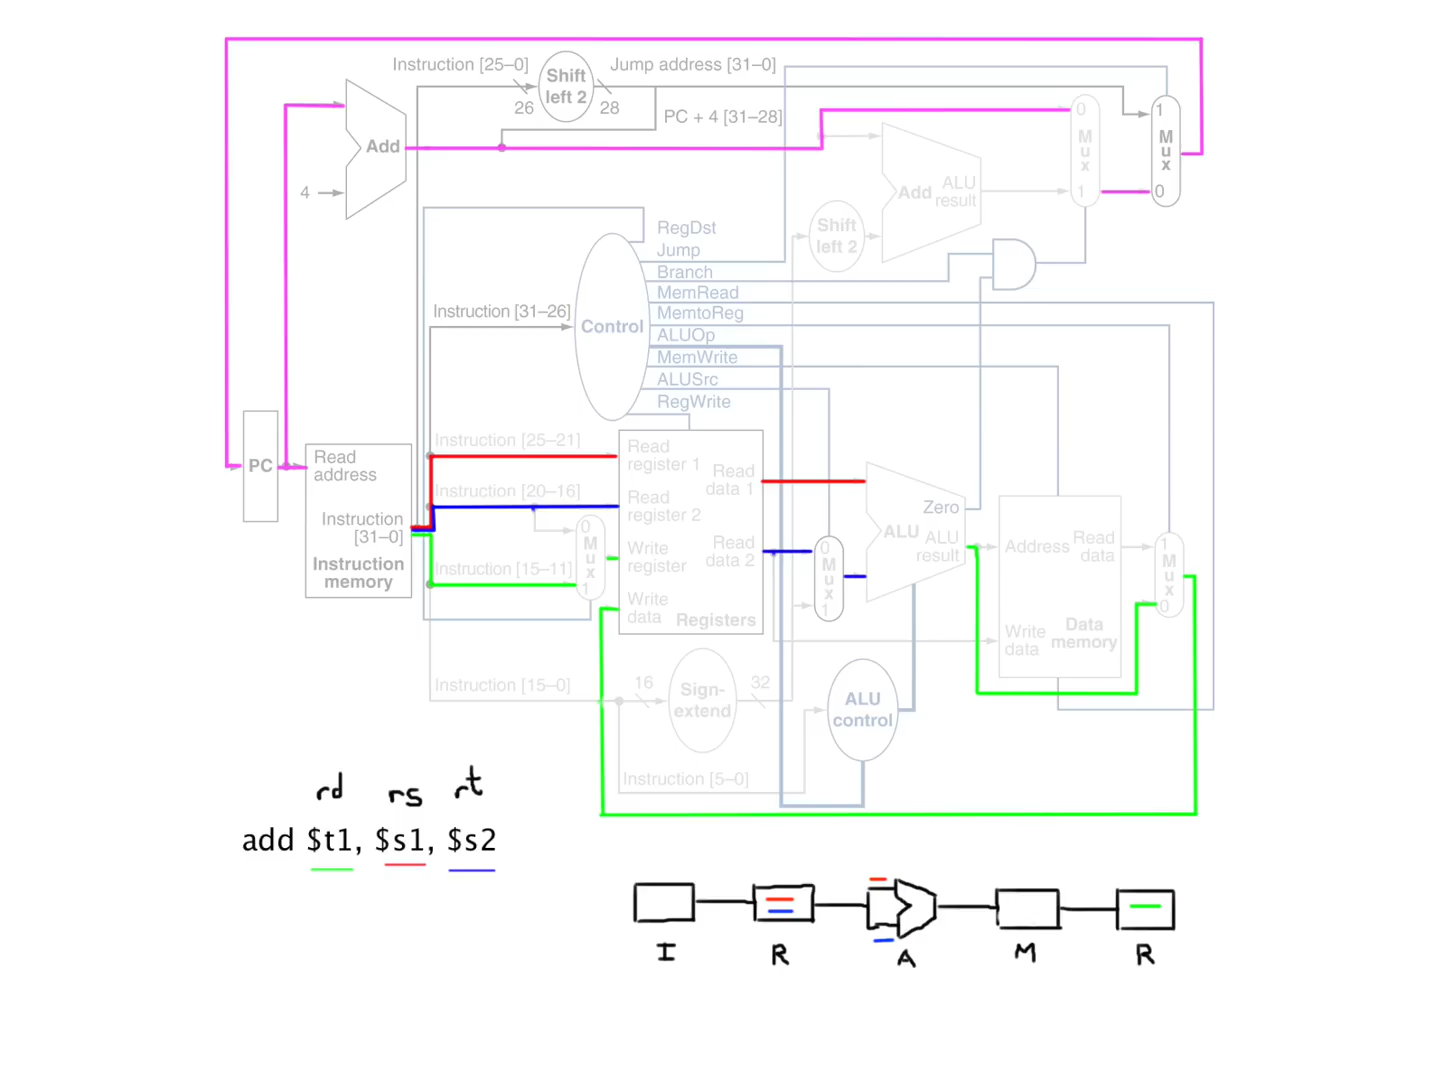 Instruction [25–0]
Shift left 2
Jump address [31–0]
26
28
PC + 4 [31–28]
Add
4
0
M
u
x
1
1
M
u
x
0
Add
ALU
result
Shift
left 2
RegDst
Jump
Branch
MemRead
MemtoReg
ALUOp
MemWrite
ALUSrc
RegWrite
Instruction [31–26]
Control
PC
Read
address
Instruction
[31–0]
Instruction
memory
Instruction [25–21]
Instruction [20–16]
Instruction [15–11]
0
M
u
x
1
Read
register 1
Read
register 2
Write
register
Write
data
Read
data 1
Read
data 2
Registers
0
M
u
x
1
Zero
ALU
ALU
result
Address
Read
data
Write
data
Data
memory
1
M
u
x
0
Instruction [15–0]
16
Sign-
extend
32
ALU
control
Instruction [5–0]
rd rs rt
add $t1, $s1, $s2
I R A M R